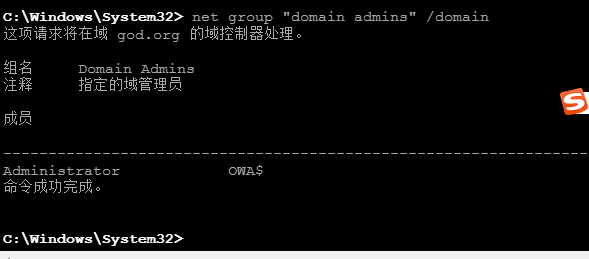 C:\Windows\System32> net group "domain admins" /domain
这项请求将在域 god.org 的域控制器处理。
组名 Domain Admins
注释 指定的域管理员
成员
-------------------------------------------------------------------------------
Administrator OWA$
命令成功完成。
C:\Windows\System32>
S